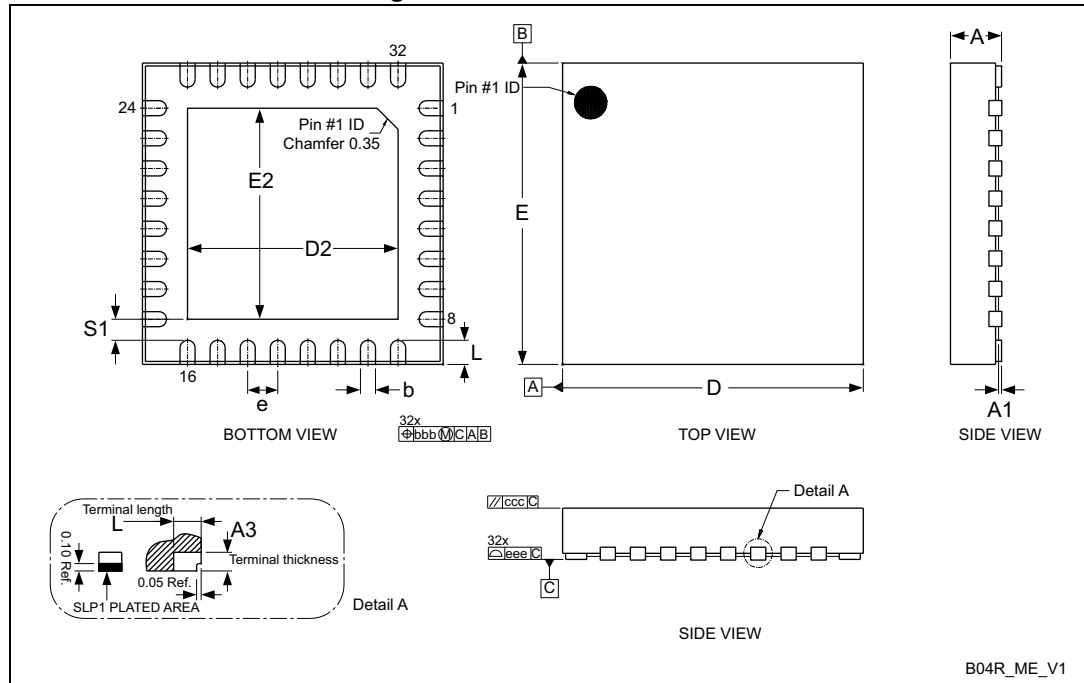 32
24
1
Pin #1 ID
Chamfer 0.35
E2
D2
S1
8
L
16
e
b
BOTTOM VIEW
32x
bbb M C A B
B
Pin #1 ID
E
A
D
TOP VIEW
A
A1
SIDE VIEW
Terminal length
L
A3
0.10 Ref.
Terminal thickness
0.05 Ref.
SLP1 PLATED AREA
Detail A
// ccc C
Detail A
32x
eee C
C
SIDE VIEW
B04R_ME_V1